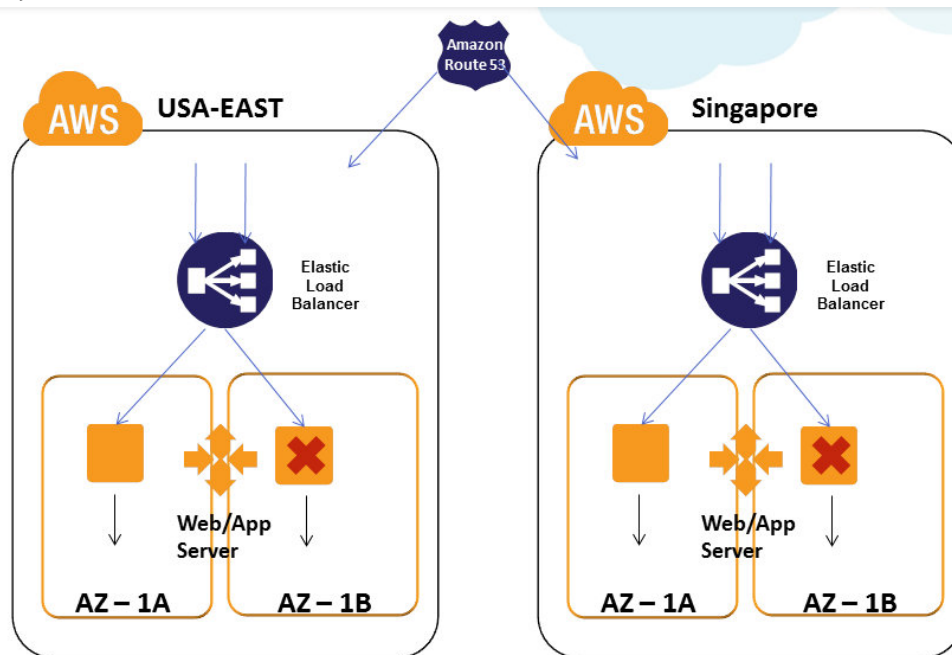 Amazon
Route 53
AWS
USA-EAST
AWS
Singapore
Elastic
Load
Balancer
Elastic
Load
Balancer
Web/App
Server
Web/App
Server
AZ – 1A
AZ – 1B
AZ – 1A
AZ – 1B